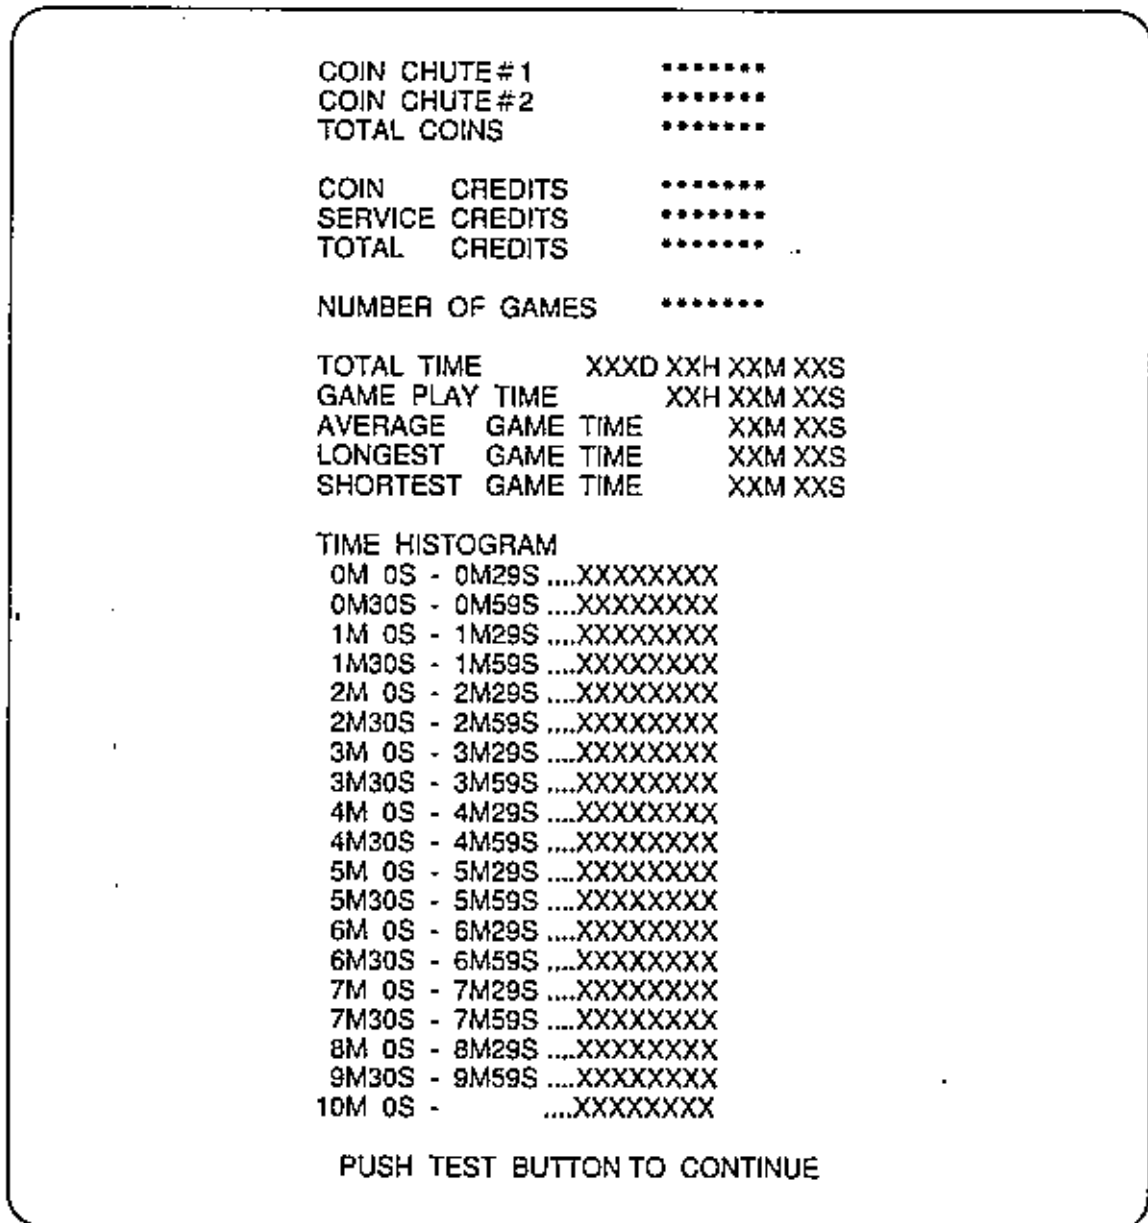 COIN CHUTE#1 *******
COIN CHUTE#2 *******
TOTAL COINS *******
COIN CREDITS *******
SERVICE CREDITS *******
TOTAL CREDITS *******
NUMBER OF GAMES *******
TOTAL TIME XXXD XXH XXM XXS
GAME PLAY TIME XXH XXM XXS
AVERAGE GAME TIME XXM XXS
LONGEST GAME TIME XXM XXS
SHORTEST GAME TIME XXM XXS
TIME HISTOGRAM
0M 0S - 0M29S ....XXXXXXXX
0M30S - 0M59S ....XXXXXXXX
1M 0S - 1M29S ....XXXXXXXX
1M30S - 1M59S ....XXXXXXXX
2M 0S - 2M29S ....XXXXXXXX
2M30S - 2M59S ....XXXXXXXX
3M 0S - 3M29S ....XXXXXXXX
3M30S - 3M59S ....XXXXXXXX
4M 0S - 4M29S ....XXXXXXXX
4M30S - 4M59S ....XXXXXXXX
5M 0S - 5M29S ....XXXXXXXX
5M30S - 5M59S ....XXXXXXXX
6M 0S - 6M29S ....XXXXXXXX
6M30S - 6M59S ....XXXXXXXX
7M 0S - 7M29S ....XXXXXXXX
7M30S - 7M59S ....XXXXXXXX
8M 0S - 8M29S ....XXXXXXXX
9M30S - 9M59S ....XXXXXXXX
10M 0S - ....XXXXXXXX
PUSH TEST BUTTON TO CONTINUE